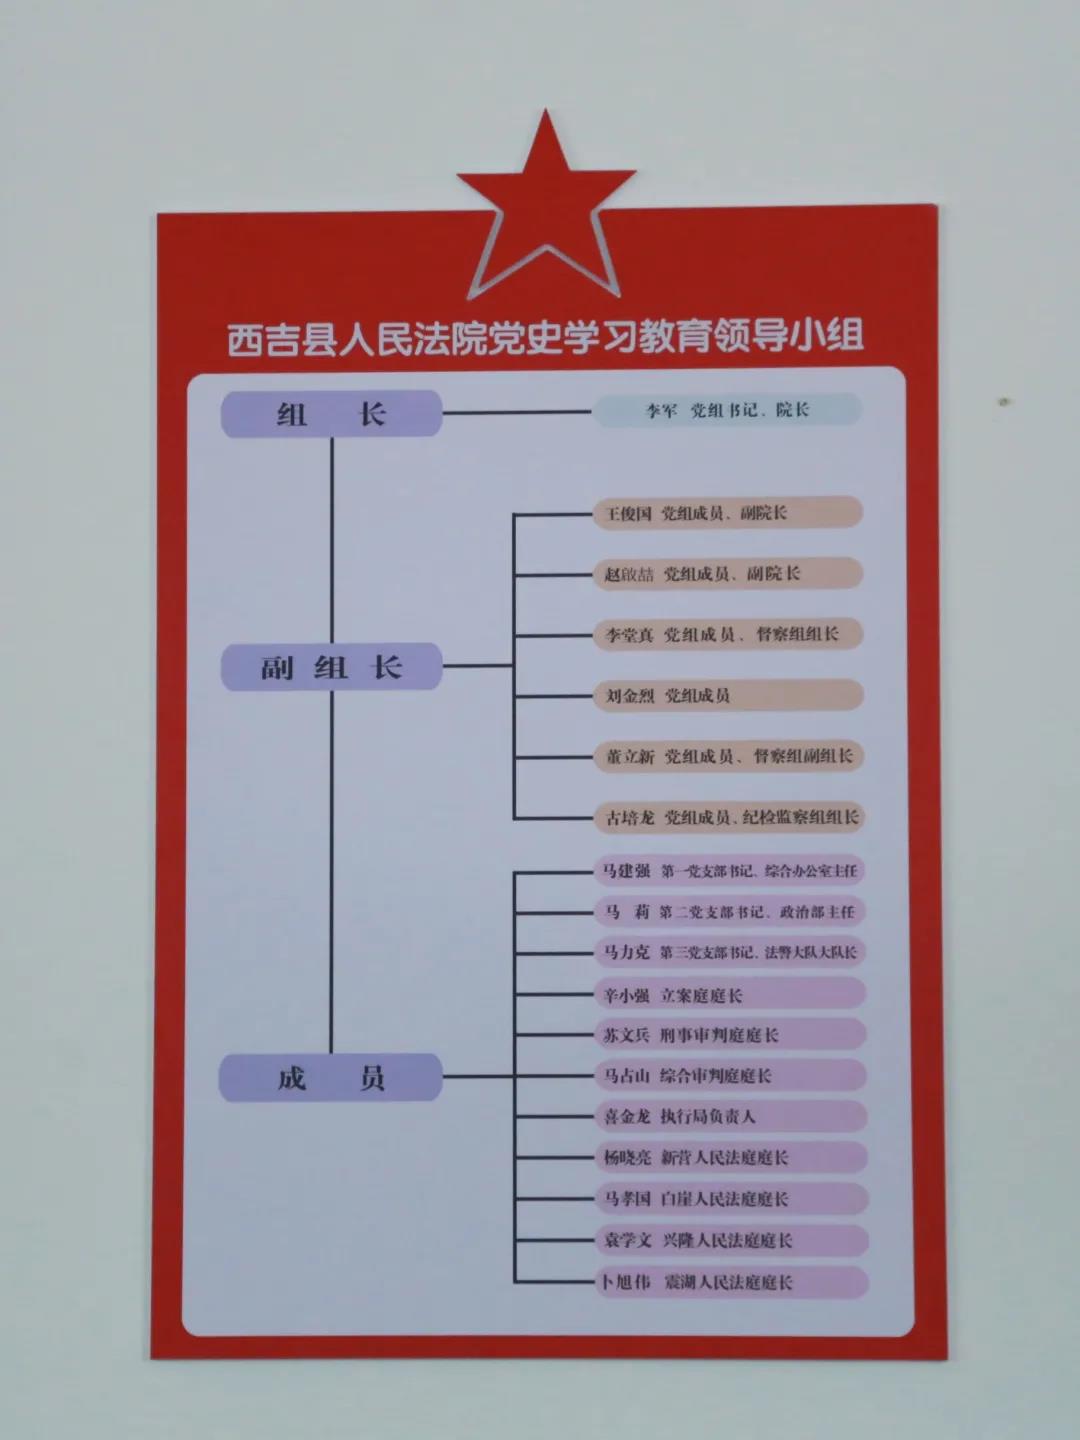 西吉县人民法院党史学习教育领导小组
组 长
李军 党组书记、院长
副 组 长
王俊国 党组成员、副院长
赵啟喆 党组成员、副院长
李堂真 党组成员、督察组组长
刘金烈 党组成员
董立新 党组成员、督察组副组长
古培龙 党组成员、纪检监察组组长
成 员
马建强 第一党支部书记、综合办公室主任
马 莉 第二党支部书记、政治部主任
马力克 第三党支部书记、法警大队大队长
辛小强 立案庭庭长
苏文兵 刑事审判庭庭长
马占山 综合审判庭庭长
喜金龙 执行局负责人
杨晓亮 新营人民法庭庭长
马孝国 白崖人民法庭庭长
袁学文 兴隆人民法庭庭长
卜旭伟 震湖人民法庭庭长